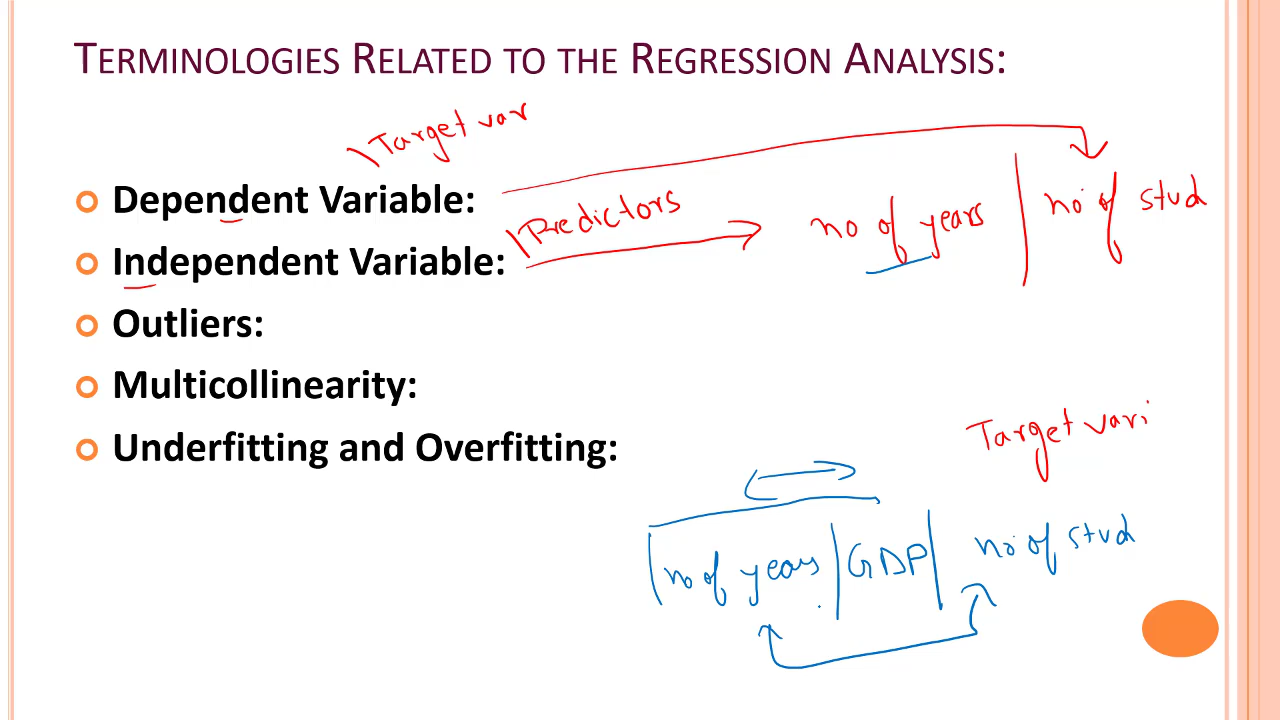 TERMINOLOGIES RELATED TO THE REGRESSION ANALYSIS:
\Target var
Dependent Variable:
\Predictors
no of years | no of stud
Independent Variable:
Outliers:
Multicollinearity:
Target vari
Underfitting and Overfitting:
|no of years | GDP | no of stud